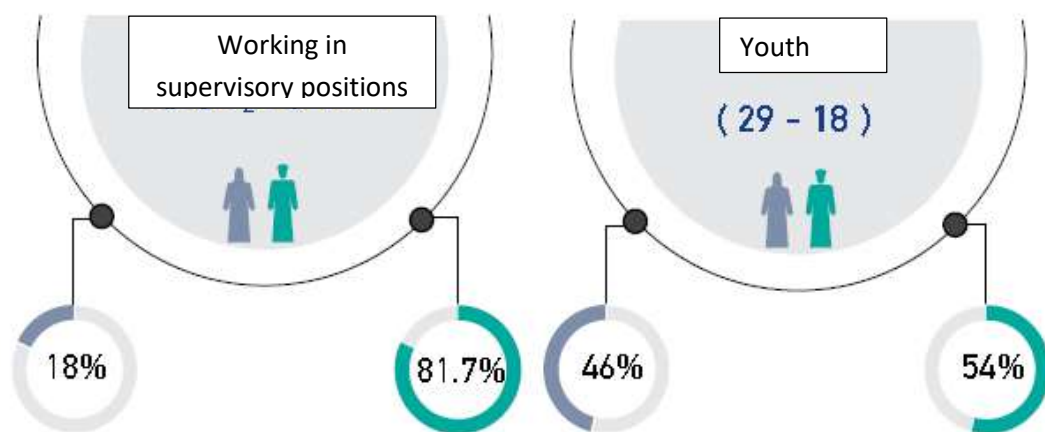 Working in
supervisory positions
18%
81.7%
Youth
( 29 - 18 )
46%
54%